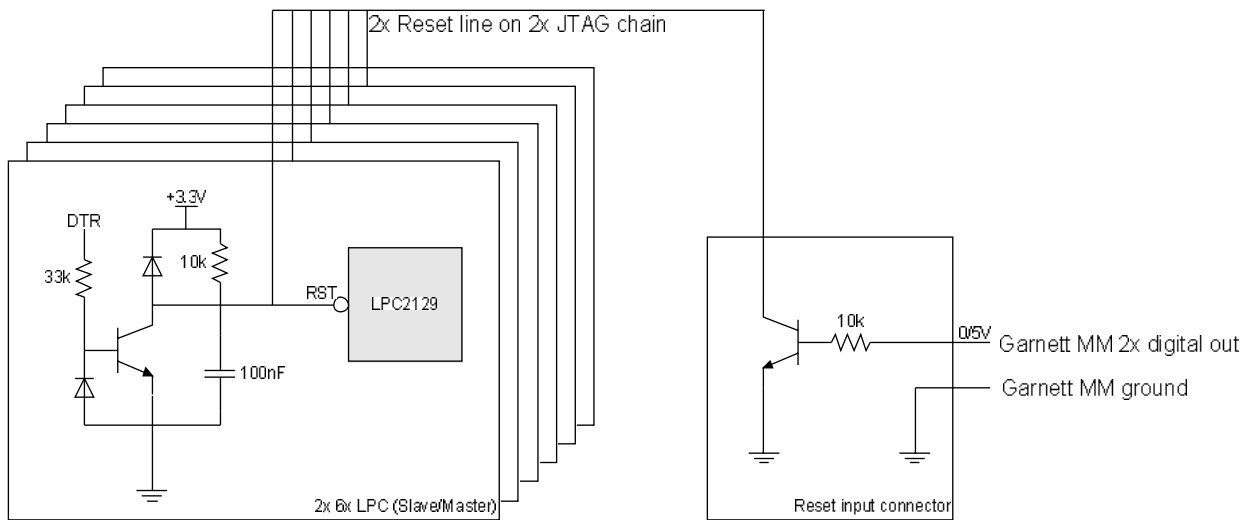 2x Reset line on 2x JTAG chain
+3.3V
DTR
10k
33k
RST
LPC2129
100nF
2x 6x LPC (Slave/Master)
10k
0/5V
Garnett MM 2x digital out
Garnett MM ground
Reset input connector